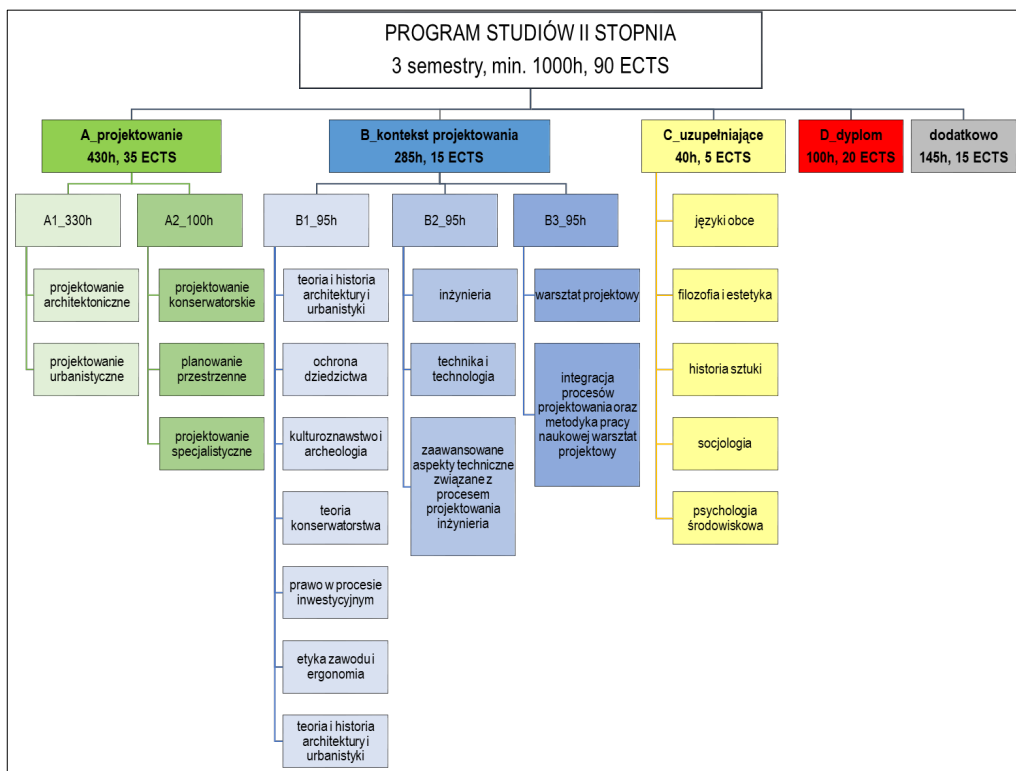 PROGRAM STUDIÓW II STOPNIA
3 semestry, min. 1000h, 90 ECTS
A_projektowanie
430h, 35 ECTS
B_kontekst projektowania
285h, 15 ECTS
C_uzupełniające
40h, 5 ECTS
D_dyplom
100h, 20 ECTS
dodatkowo
145h, 15 ECTS
A1_330h
projektowanie
architektoniczne
projektowanie
urbanistyczne
A2_100h
projektowanie
konserwatorskie
planowanie
przestrzenne
projektowanie
specjalistyczne
B1_95h
teoria i historia
architektury i
urbanistyki
ochrona
dziedzictwa
kulturoznawstwo i
archeologia
teoria
konserwatorstwa
prawo w procesie
inwestycyjnym
etyka zawodu i
ergonomia
teoria i historia
architektury i
urbanistyki
B2_95h
inżynieria
technika i
technologia
zaawansowane
aspekty techniczne
związane z
procesem
projektowania
inżynieria
B3_95h
warsztat projektowy
integracja
procesów
projektowania oraz
metodyka pracy
naukowej warsztat
projektowy
języki obce
filozofia i estetyka
historia sztuki
socjologia
psychologia
środowiskowa